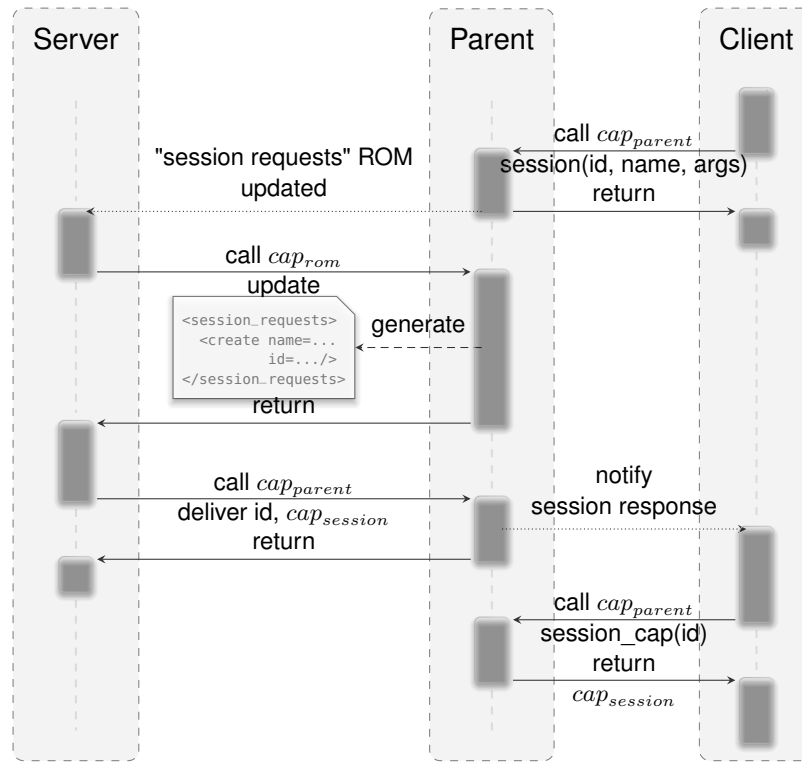 Server
Parent
Client
call cap_parent
session(id, name, args)
return
"session requests" ROM
updated
call cap_rom
update
<session_requests>
<create name=...
id=.../>
</session_requests>
generate
return
call cap_parent
deliver id, cap_session
return
notify
session response
call cap_parent
session_cap(id)
return
cap_session